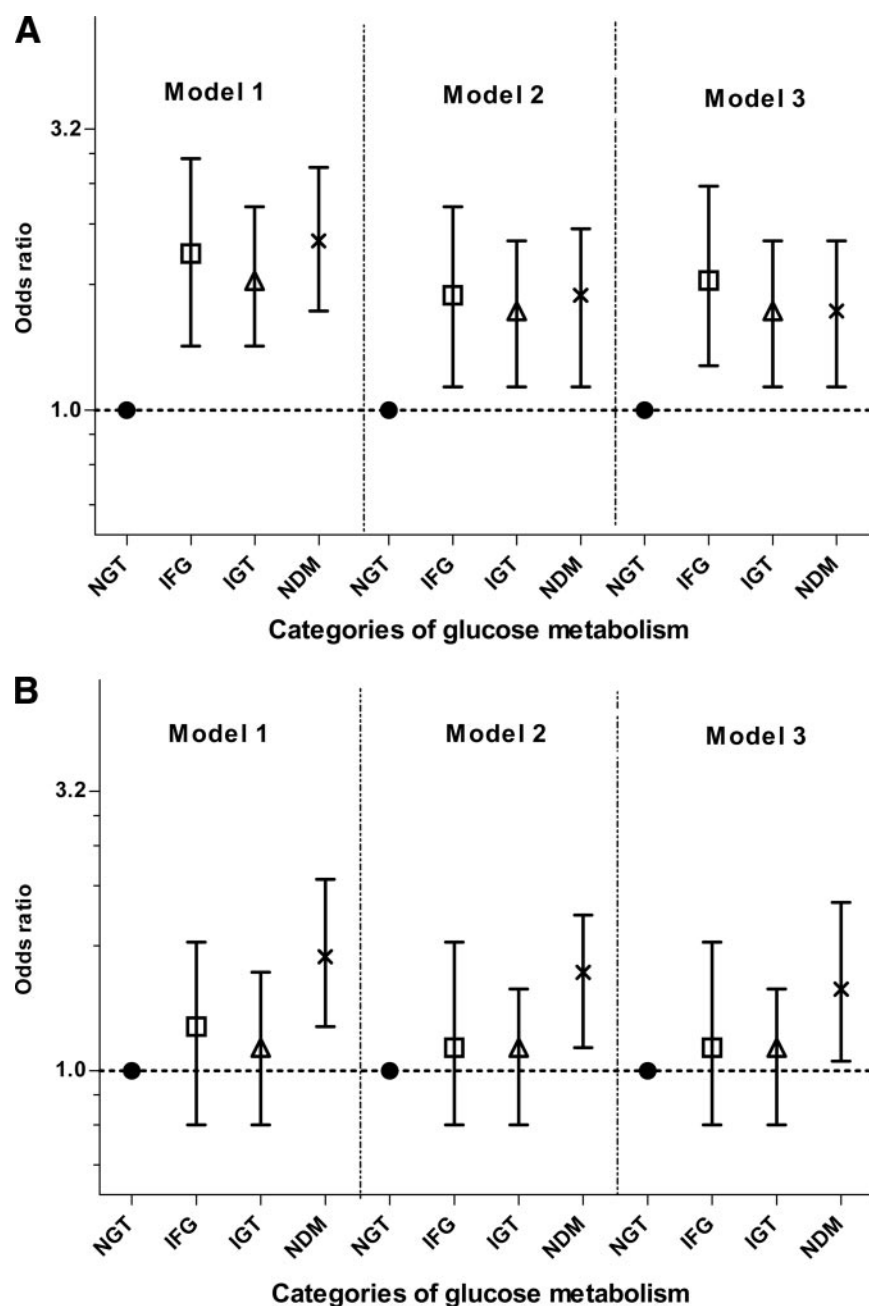 A
Model 1
Model 2
Model 3
3.2
1.0
Odds ratio
NGT IFG IGT NDM NGT IFG IGT NDM NGT IFG IGT NDM
Categories of glucose metabolism
B
Model 1
Model 2
Model 3
3.2
1.0
Odds ratio
NGT IFG IGT NDM NGT IFG IGT NDM NGT IFG IGT NDM
Categories of glucose metabolism